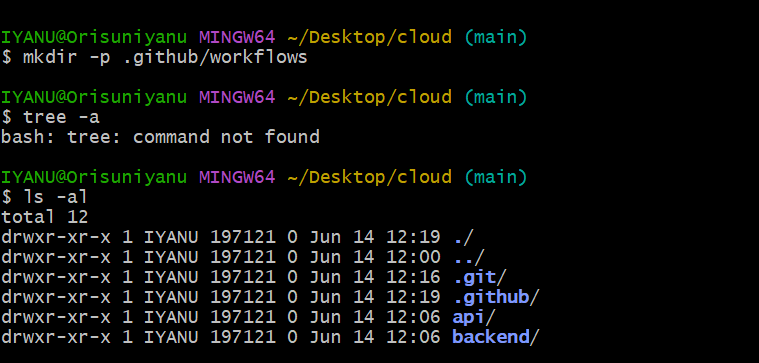 IYANU@Orisuniyanu MINGW64 ~/Desktop/cloud (main)
$ mkdir -p .github/workflows
IYANU@Orisuniyanu MINGW64 ~/Desktop/cloud (main)
$ tree -a
bash: tree: command not found
IYANU@Orisuniyanu MINGW64 ~/Desktop/cloud (main)
$ ls -al
total 12
drwxr-xr-x 1 IYANU 197121 0 Jun 14 12:19 ./
drwxr-xr-x 1 IYANU 197121 0 Jun 14 12:00 ../
drwxr-xr-x 1 IYANU 197121 0 Jun 14 12:16 .git/
drwxr-xr-x 1 IYANU 197121 0 Jun 14 12:19 .github/
drwxr-xr-x 1 IYANU 197121 0 Jun 14 12:06 api/
drwxr-xr-x 1 IYANU 197121 0 Jun 14 12:06 backend/